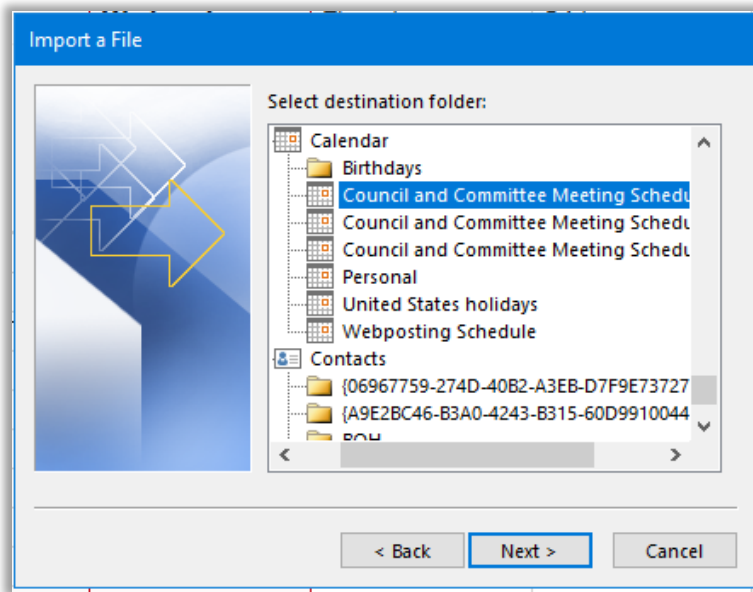 Import a File
Select destination folder:
Calendar
Birthdays
Council and Committee Meeting Schedu
Council and Committee Meeting Schedu
Council and Committee Meeting Schedu
Personal
United States holidays
Webposting Schedule
Contacts
{06967759-274D-40B2-A3EB-D7F9E73727
{A9E2BC46-B3A0-4243-B315-60D9910044
< Back Next > Cancel